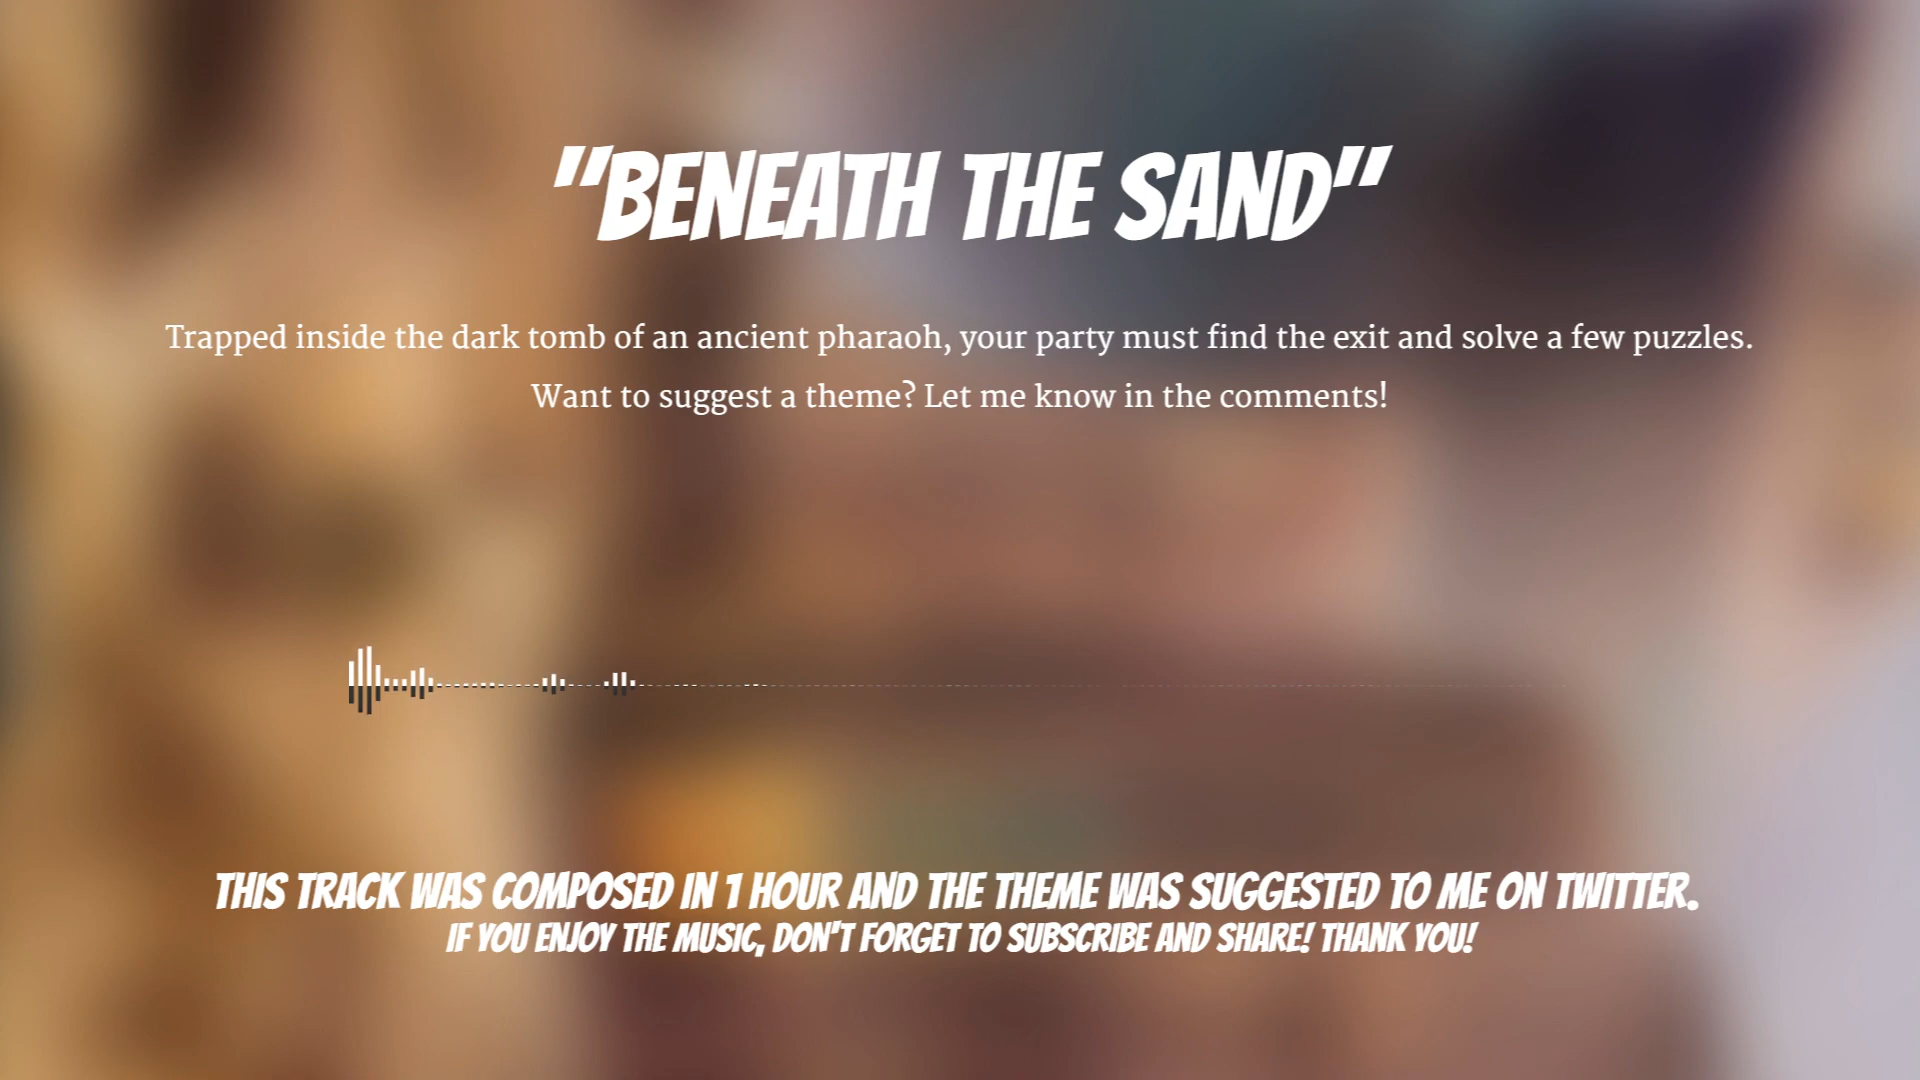 "BENEATH THE SAND"
Trapped inside the dark tomb of an ancient pharaoh, your party must find the exit and solve a few puzzles.
Want to suggest a theme? Let me know in the comments!
THIS TRACK WAS COMPOSED IN 1 HOUR AND THE THEME WAS SUGGESTED TO ME ON TWITTER.
IF YOU ENJOY THE MUSIC, DON'T FORGET TO SUBSCRIBE AND SHARE! THANK YOU!